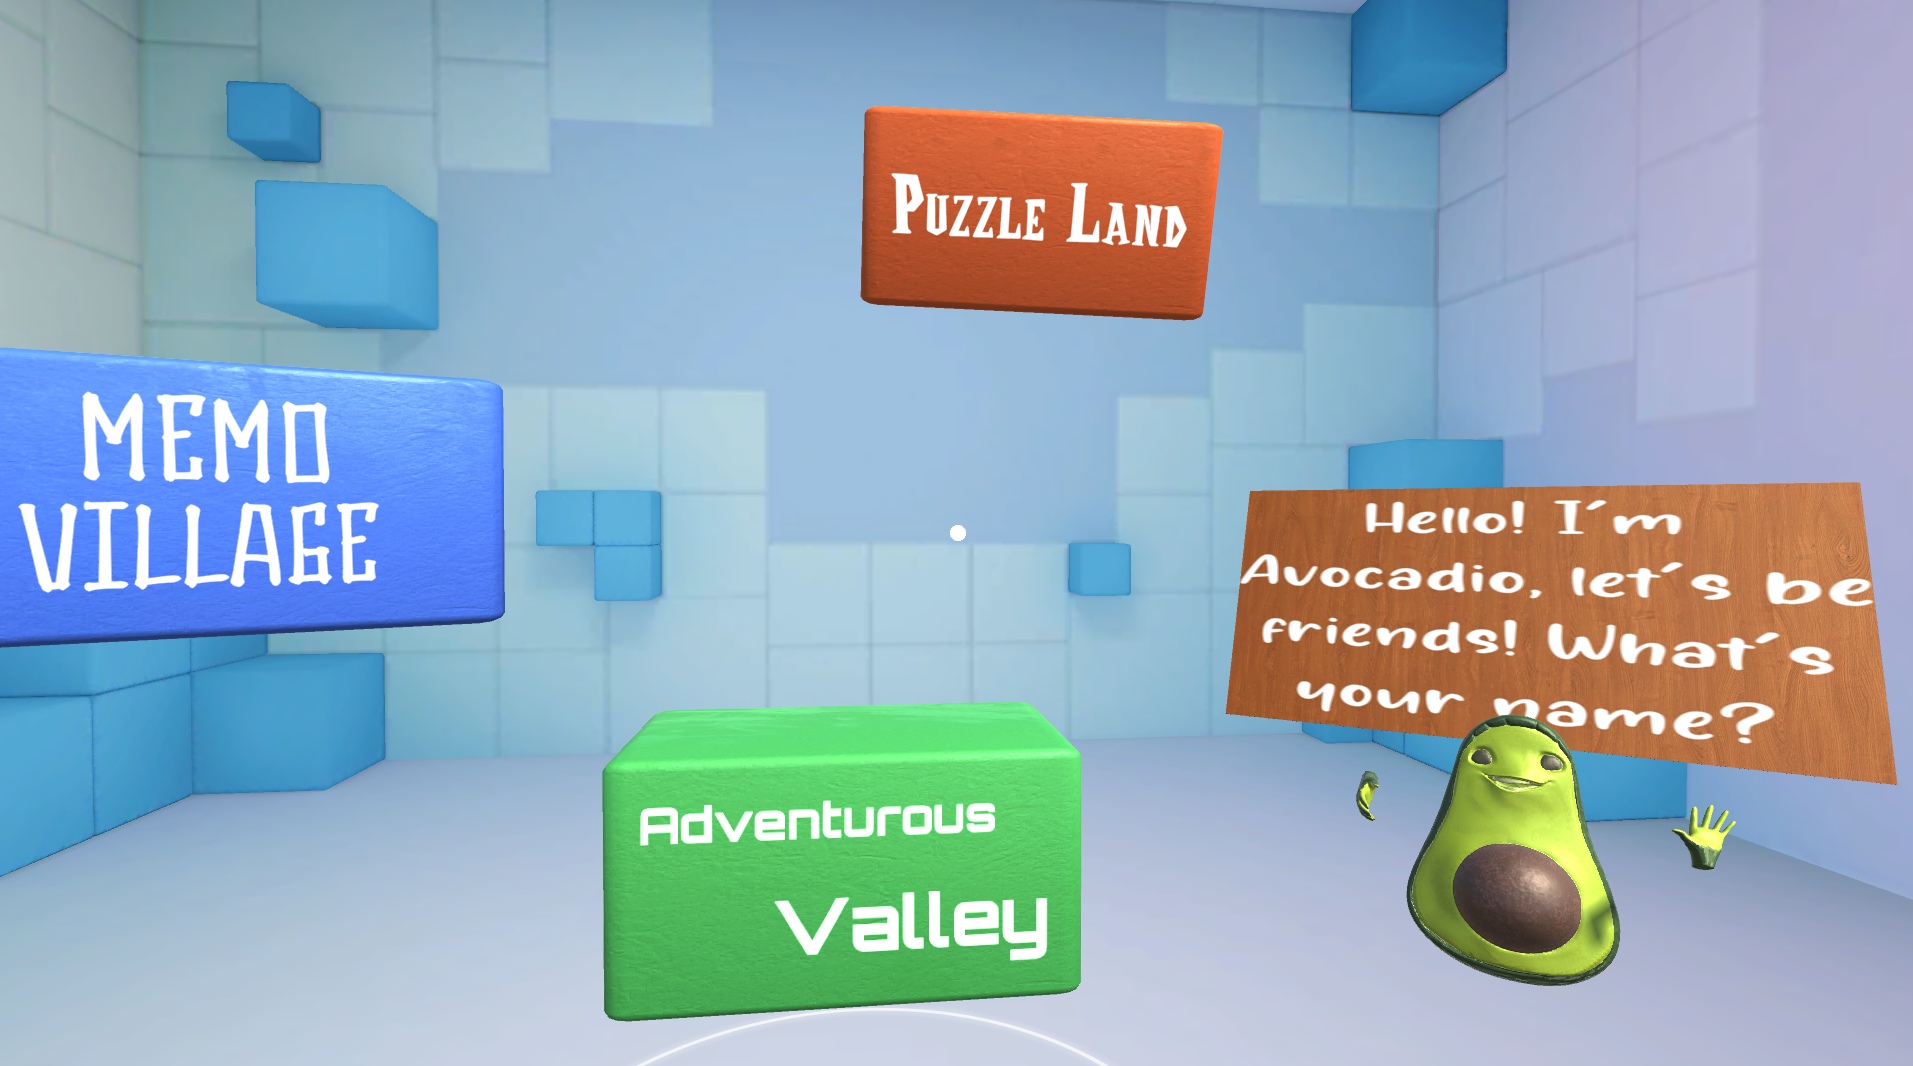 Puzzle Land
MEMO
VILLAGE
Hello! I'm
Avocadio, let's be
friends! What's
your name?
Adventurous
Valley